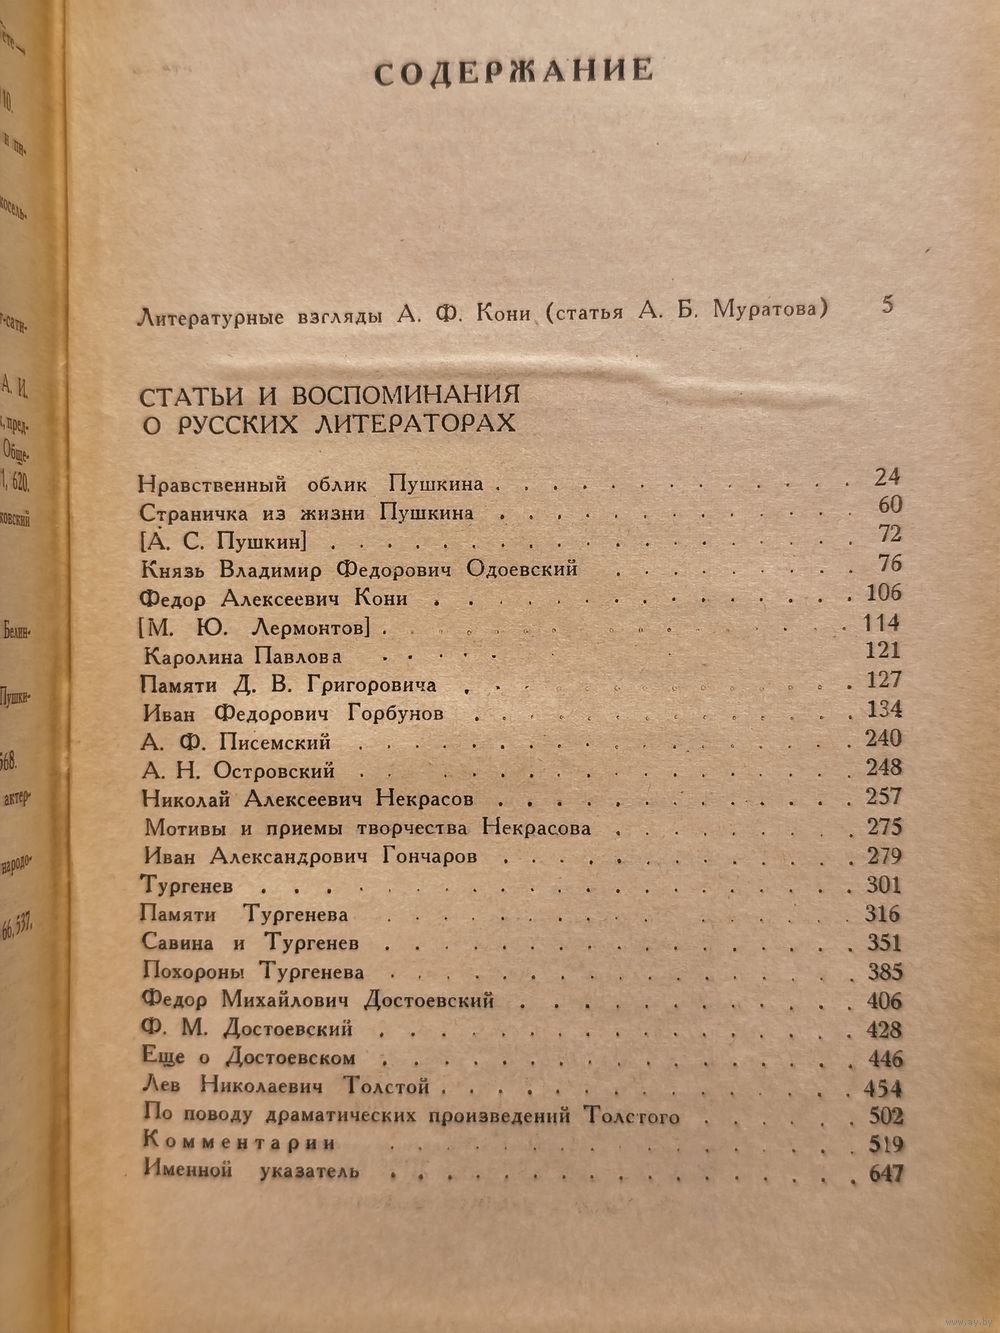 СОДЕРЖАНИЕ
Литературные взгляды А. Ф. Кони (статья А. Б. Муратова) 5
СТАТЬИ И ВОСПОМИНАНИЯ
О РУССКИХ ЛИТЕРАТОРАХ
Нравственный облик Пушкина 24
Страничка из жизни Пушкина 60
[А. С. Пушкин] 72
Князь Владимир Федорович Одоевский 76
Федор Алексеевич Кони 106
[М. Ю. Лермонтов] 114
Каролина Павлова 121
Памяти Д. В. Григоровича 127
Иван Федорович Горбунов 134
А. Ф. Писемский 240
А. Н. Островский 248
Николай Алексеевич Некрасов 257
Мотивы и приемы творчества Некрасова 275
Иван Александрович Гончаров 279
Тургенев 301
Памяти Тургенева 316
Савина и Тургенев 351
Похороны Тургенева 385
Федор Михайлович Достоевский 406
Ф. М. Достоевский 428
Еще о Достоевском 446
Лев Николаевич Толстой 454
По поводу драматических произведений Толстого 502
Комментарии 519
Именной указатель 647
www.ay.by